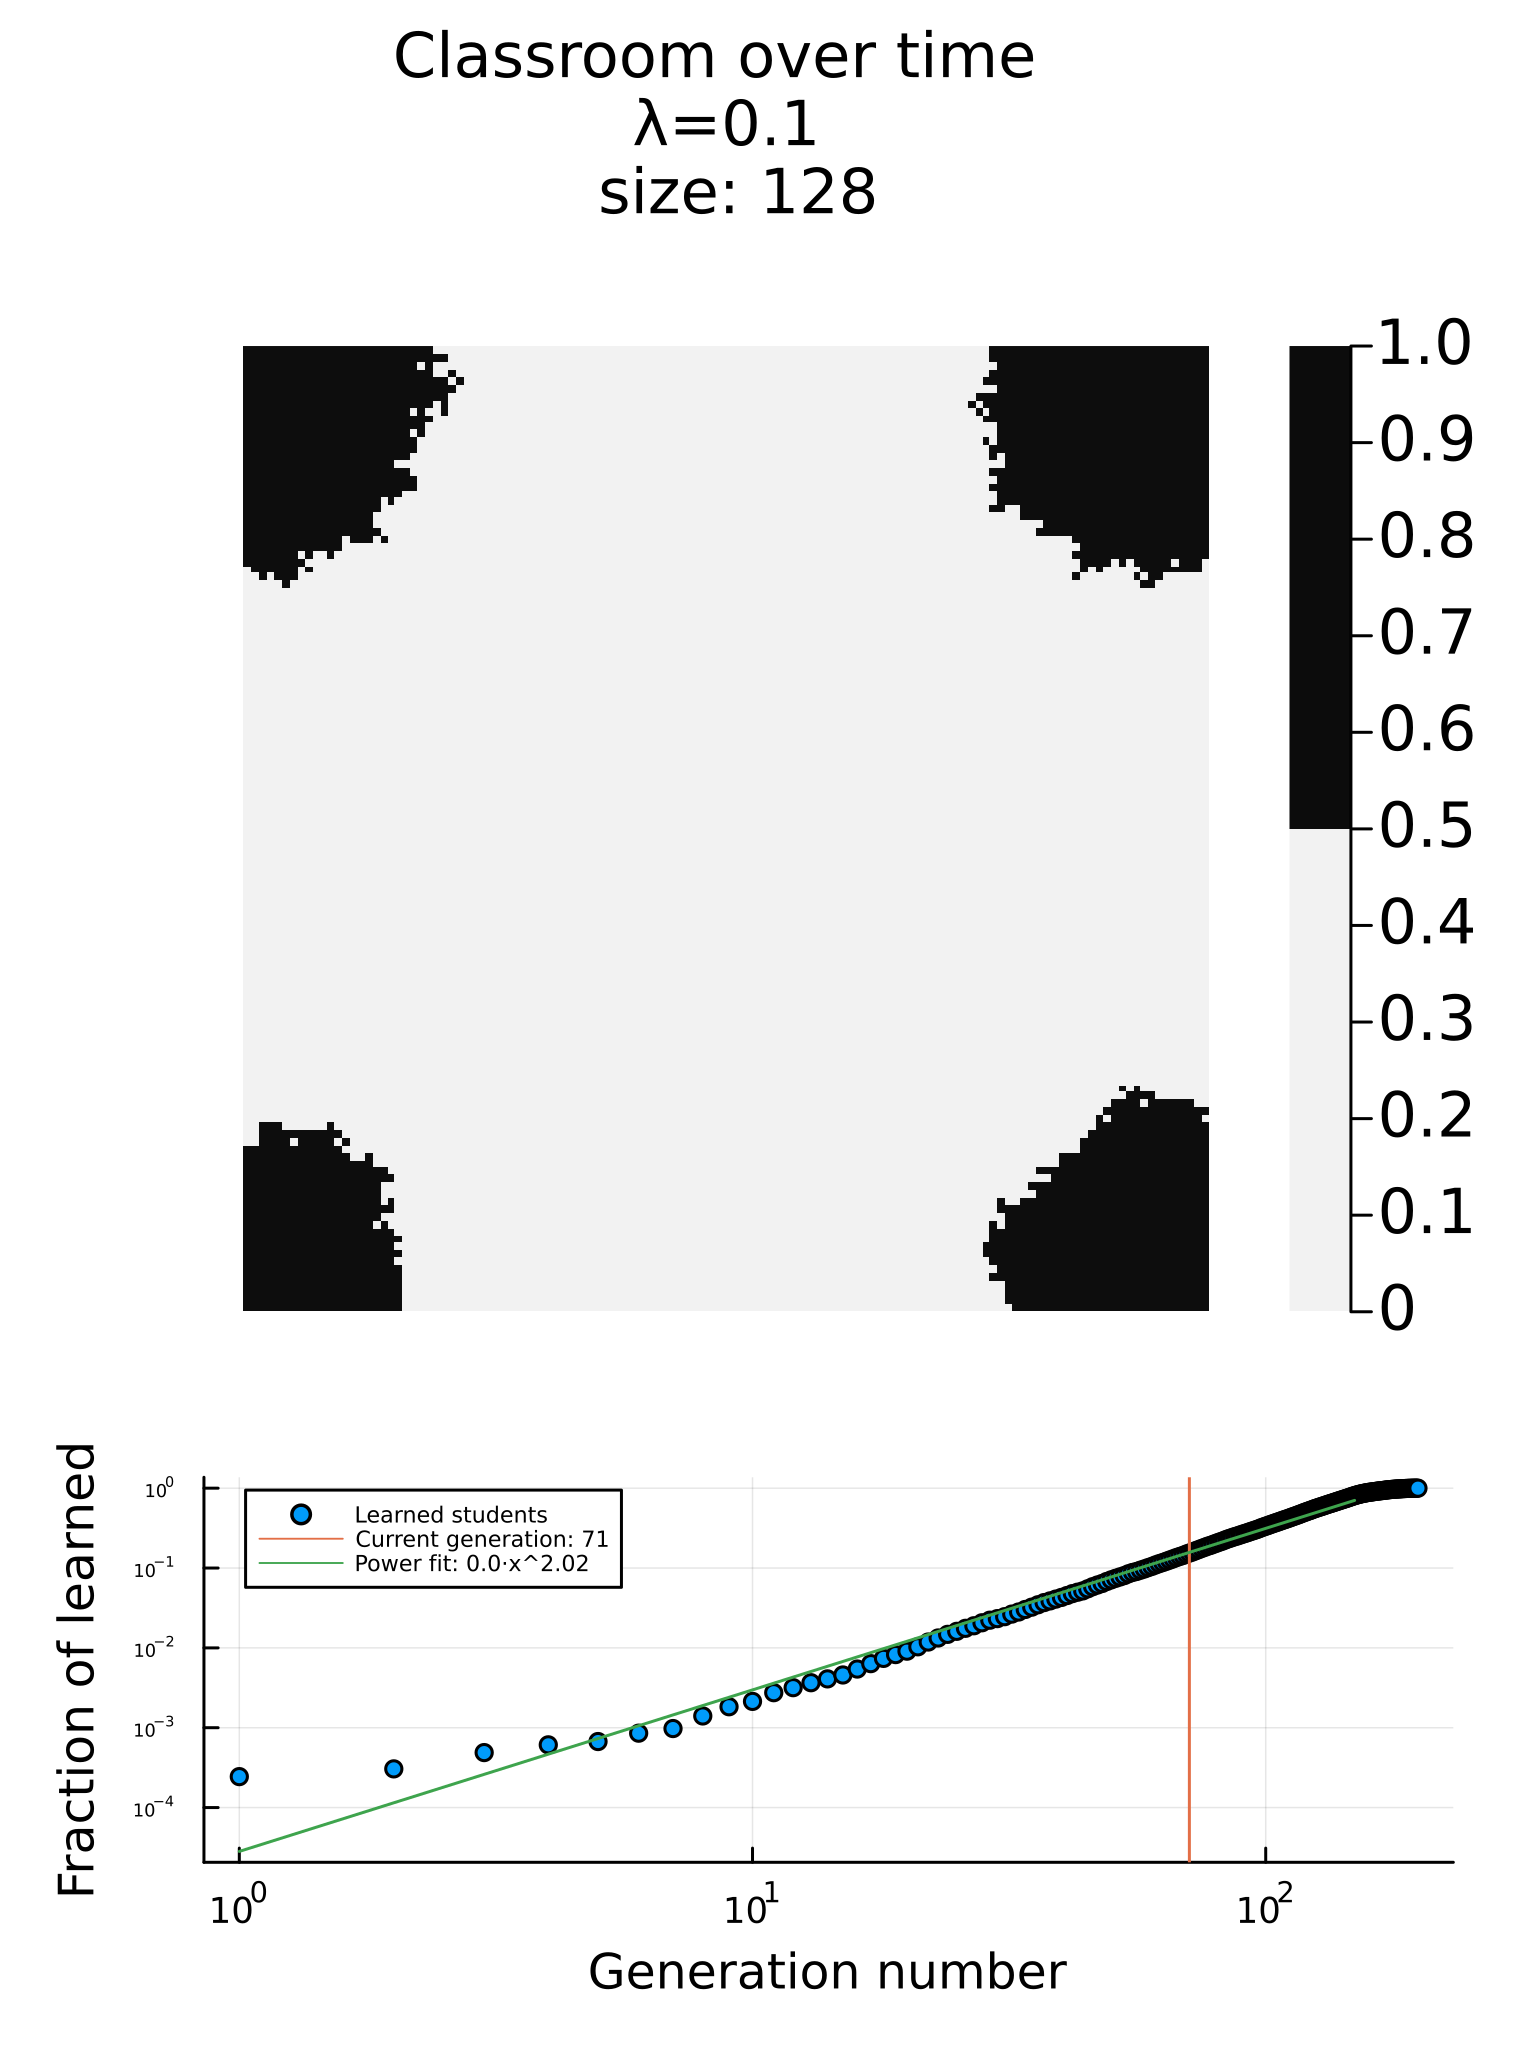 Classroom over time
λ=0.1
size: 128
1.0
0.9
0.8
0.7
0.6
0.5
0.4
0.3
0.2
0.1
0
Fraction of learned
10^0
10^-1
10^-2
10^-3
10^-4
Learned students
Current generation: 71
Power fit: 0.0·x^2.02
10^0 10^1 10^2
Generation number